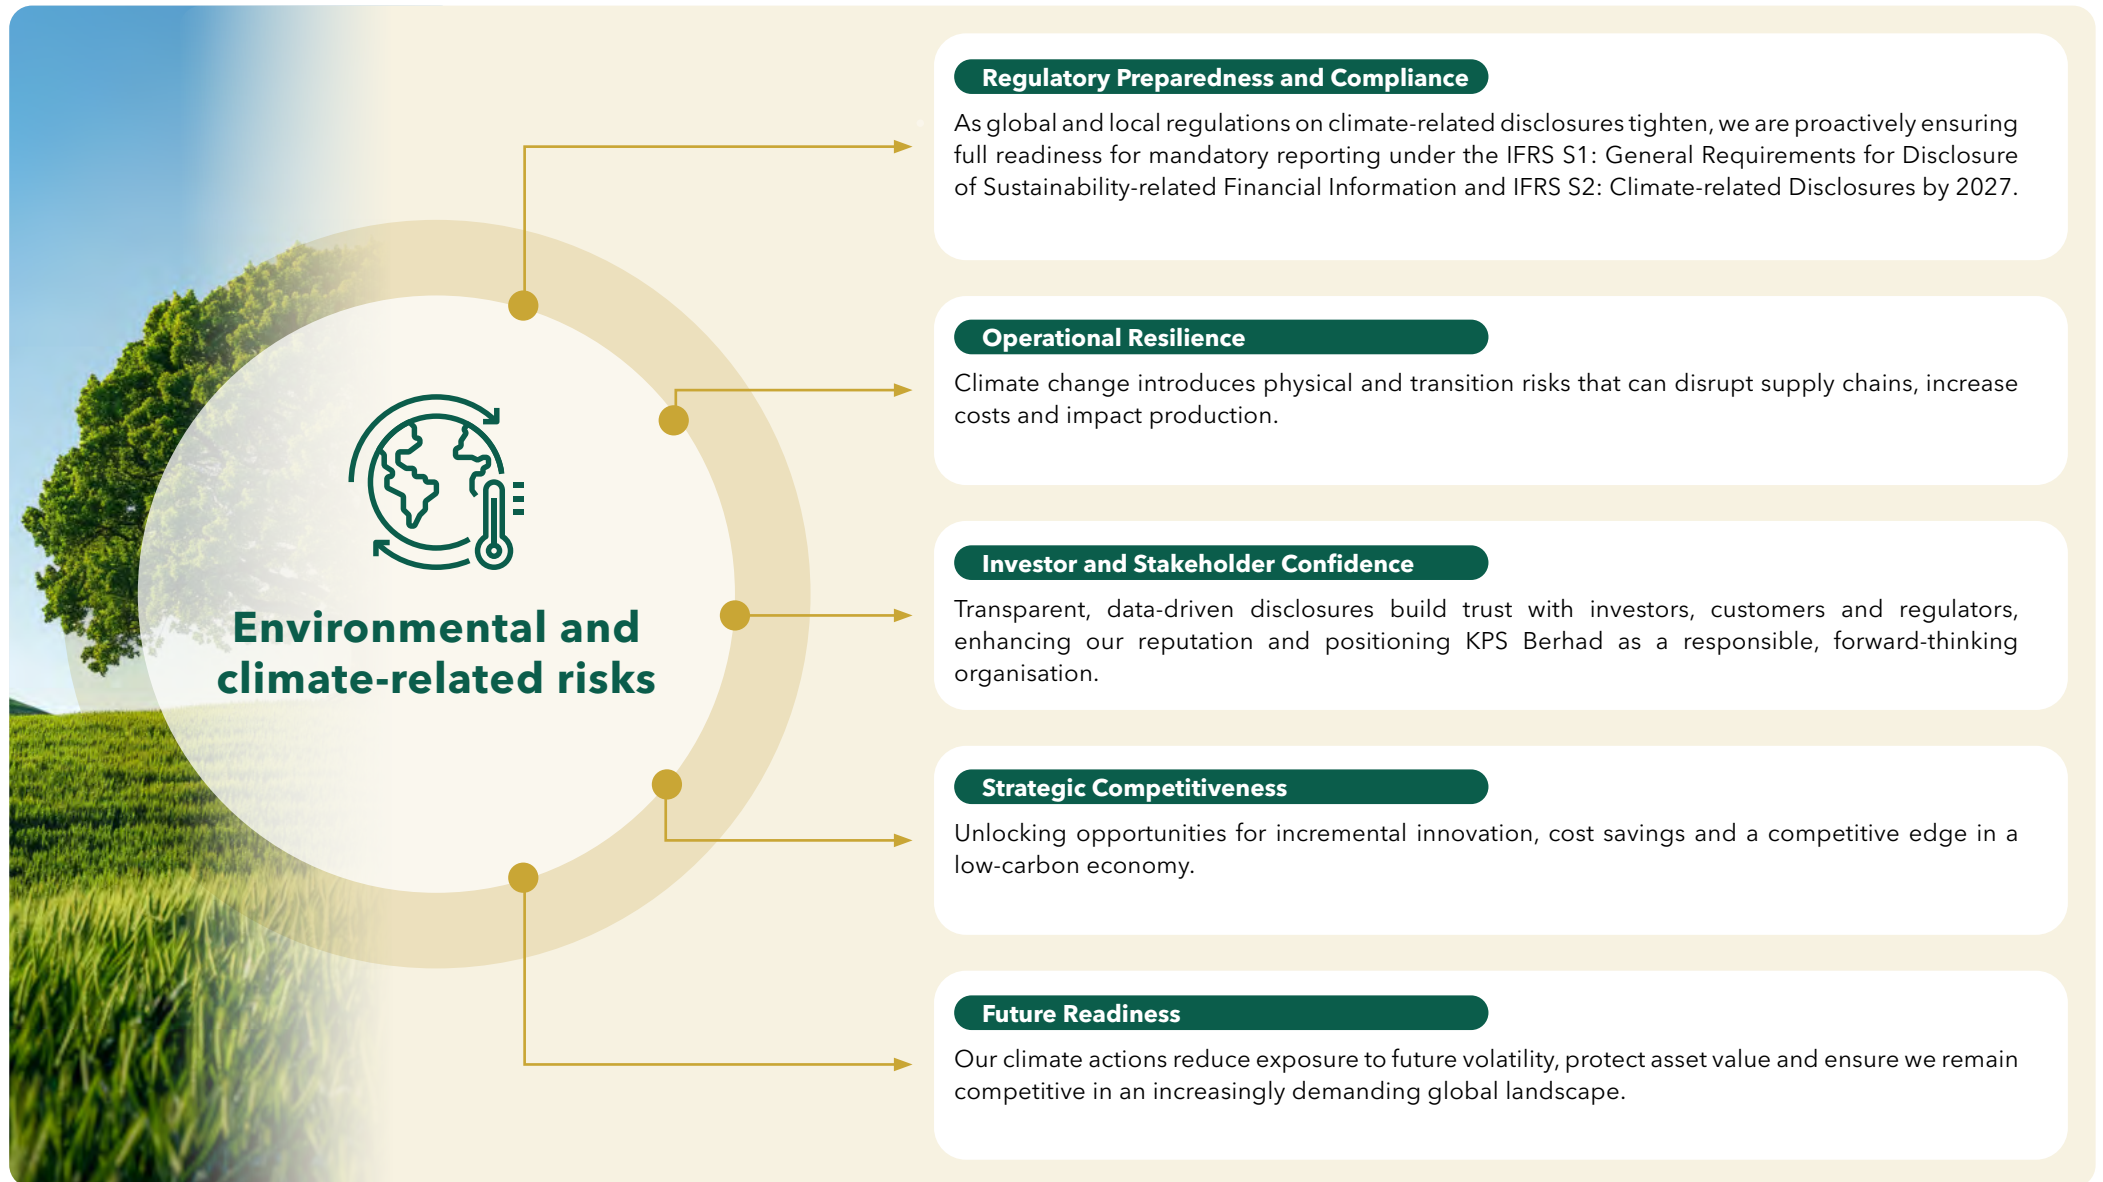 Environmental and
climate-related risks
Regulatory Preparedness and Compliance
As global and local regulations on climate-related disclosures tighten, we are proactively ensuring
full readiness for mandatory reporting under the IFRS S1: General Requirements for Disclosure
of Sustainability-related Financial Information and IFRS S2: Climate-related Disclosures by 2027.
Operational Resilience
Climate change introduces physical and transition risks that can disrupt supply chains, increase
costs and impact production.
Investor and Stakeholder Confidence
Transparent, data-driven disclosures build trust with investors, customers and regulators,
enhancing our reputation and positioning KPS Berhad as a responsible, forward-thinking
organisation.
Strategic Competitiveness
Unlocking opportunities for incremental innovation, cost savings and a competitive edge in a
low-carbon economy.
Future Readiness
Our climate actions reduce exposure to future volatility, protect asset value and ensure we remain
competitive in an increasingly demanding global landscape.